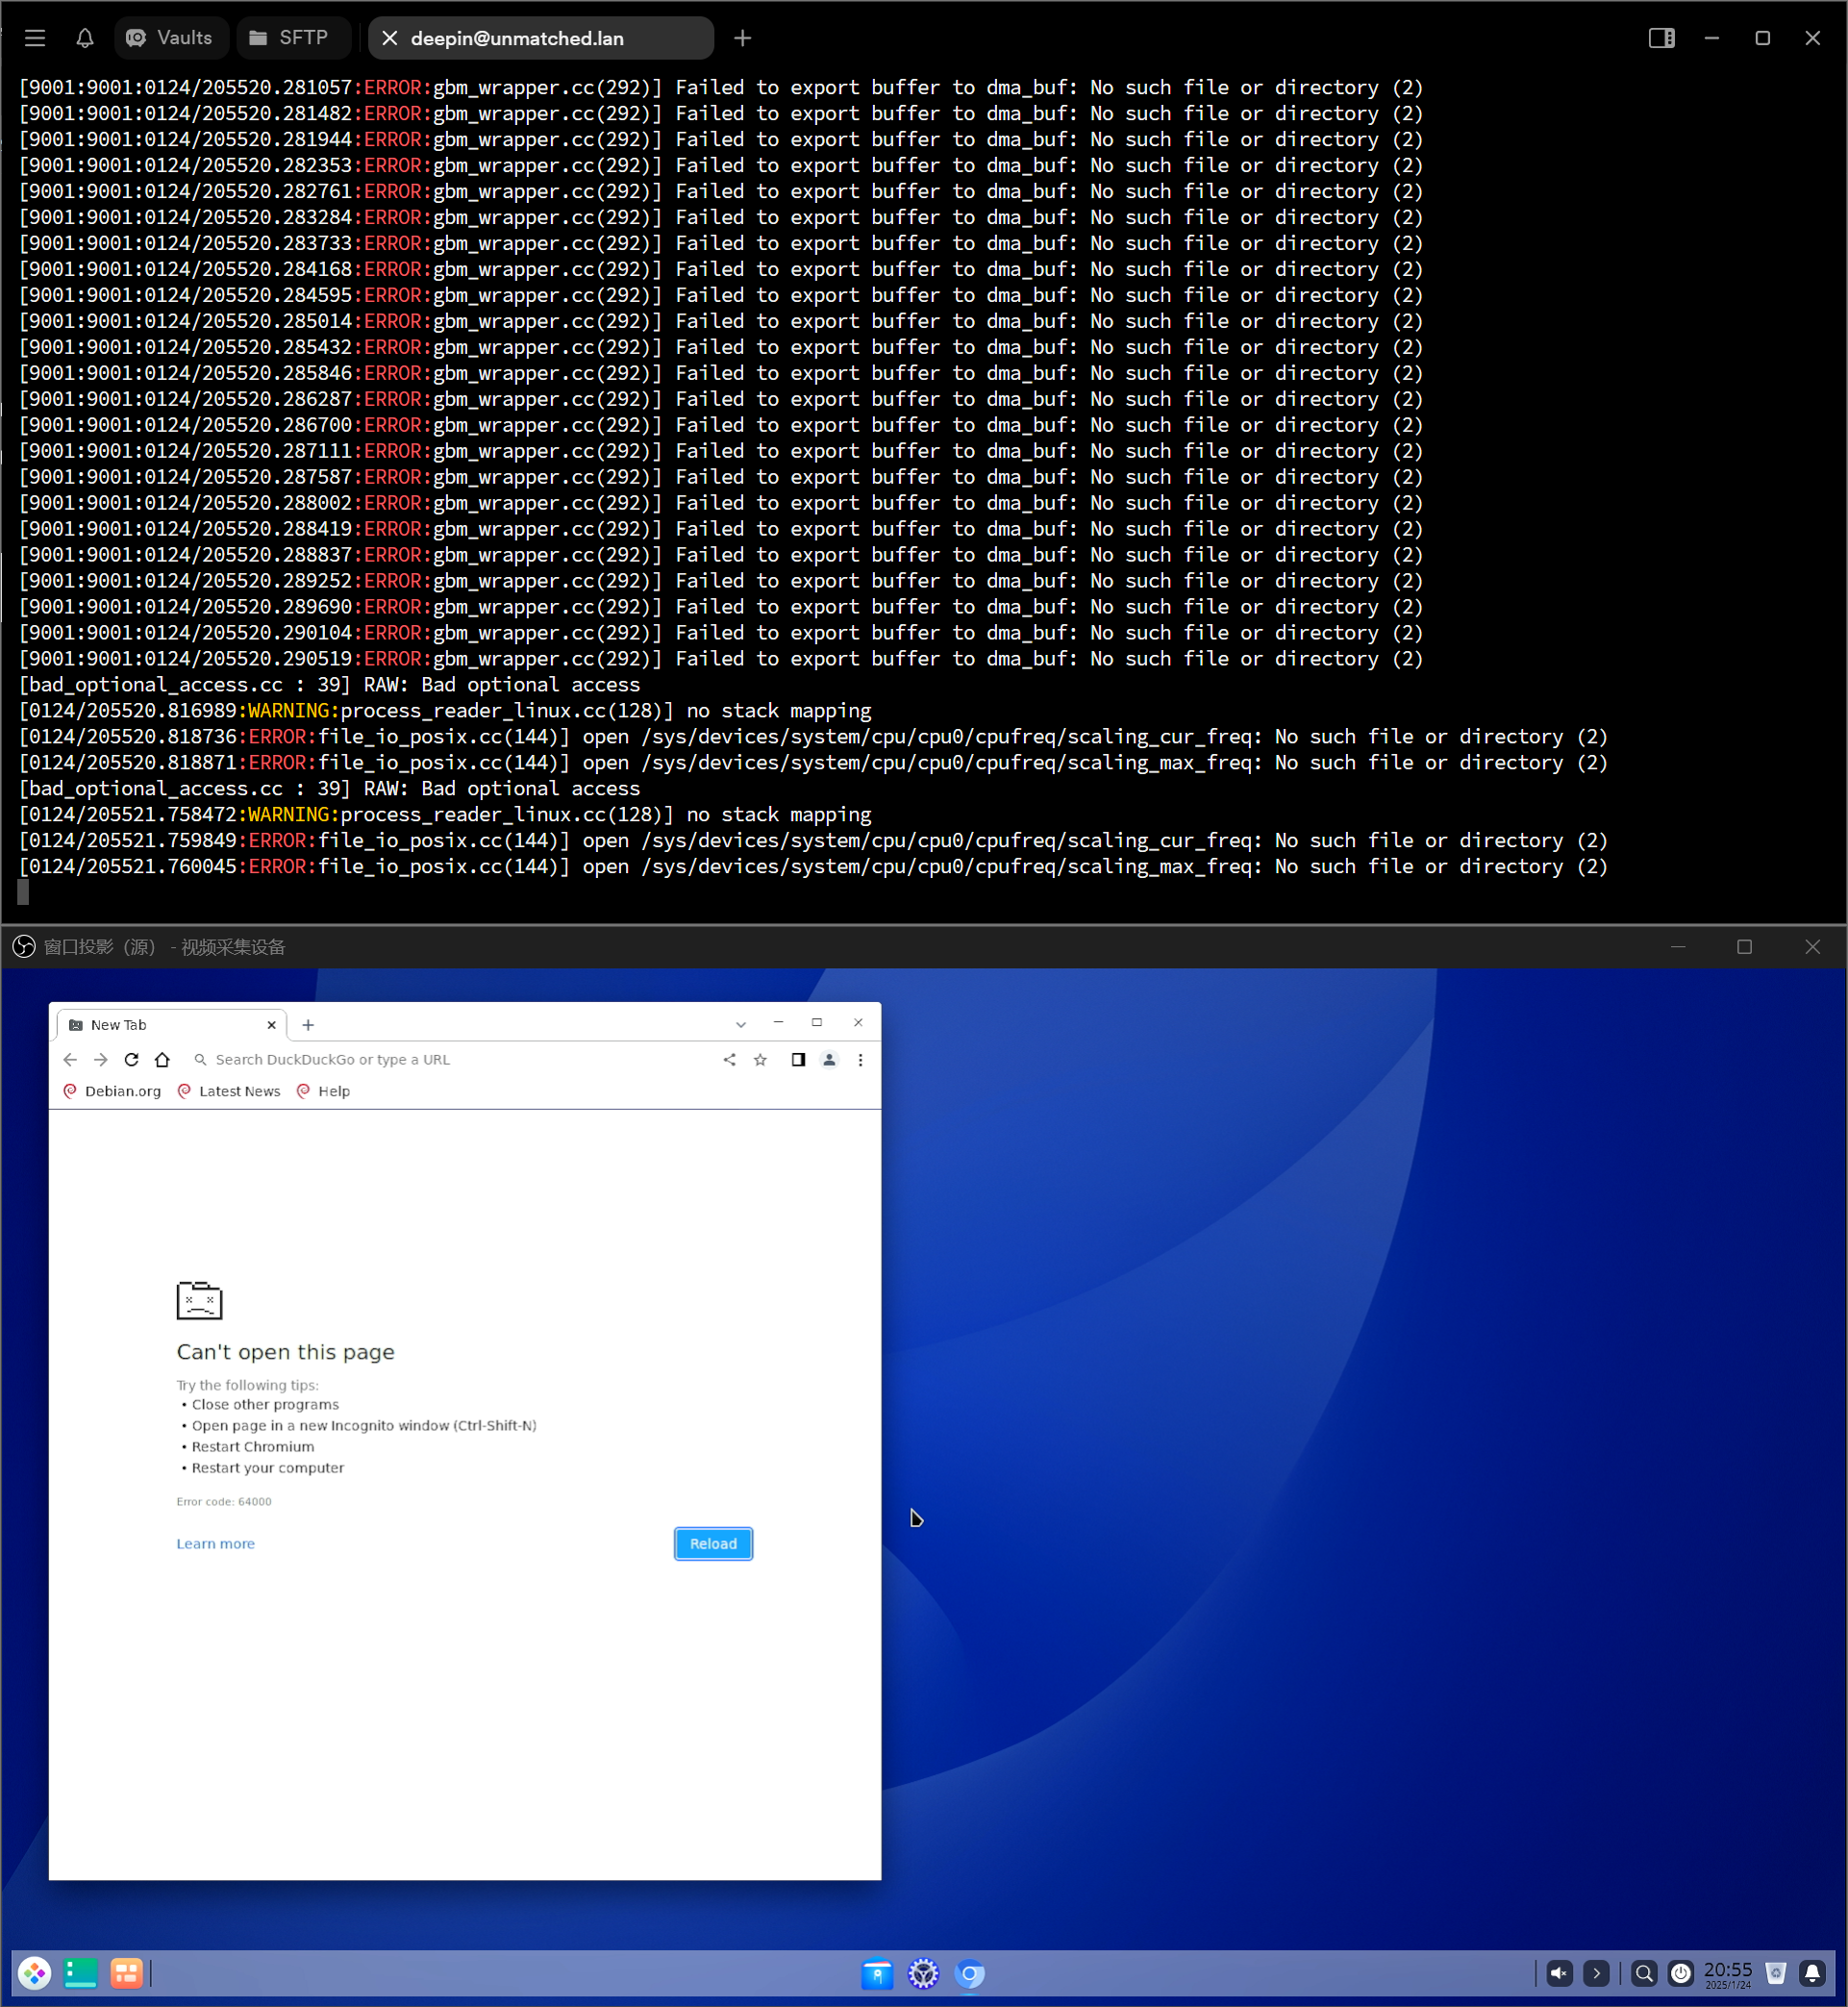 Vaults
SFTP
deepin@unmatched.lan
[9001:9001:0124/205520.281057:ERROR:gbm_wrapper.cc(292)] Failed to export buffer to dma_buf: No such file or directory (2)
[9001:9001:0124/205520.281482:ERROR:gbm_wrapper.cc(292)] Failed to export buffer to dma_buf: No such file or directory (2)
[9001:9001:0124/205520.281944:ERROR:gbm_wrapper.cc(292)] Failed to export buffer to dma_buf: No such file or directory (2)
[9001:9001:0124/205520.282353:ERROR:gbm_wrapper.cc(292)] Failed to export buffer to dma_buf: No such file or directory (2)
[9001:9001:0124/205520.282761:ERROR:gbm_wrapper.cc(292)] Failed to export buffer to dma_buf: No such file or directory (2)
[9001:9001:0124/205520.283284:ERROR:gbm_wrapper.cc(292)] Failed to export buffer to dma_buf: No such file or directory (2)
[9001:9001:0124/205520.283733:ERROR:gbm_wrapper.cc(292)] Failed to export buffer to dma_buf: No such file or directory (2)
[9001:9001:0124/205520.284168:ERROR:gbm_wrapper.cc(292)] Failed to export buffer to dma_buf: No such file or directory (2)
[9001:9001:0124/205520.284595:ERROR:gbm_wrapper.cc(292)] Failed to export buffer to dma_buf: No such file or directory (2)
[9001:9001:0124/205520.285014:ERROR:gbm_wrapper.cc(292)] Failed to export buffer to dma_buf: No such file or directory (2)
[9001:9001:0124/205520.285432:ERROR:gbm_wrapper.cc(292)] Failed to export buffer to dma_buf: No such file or directory (2)
[9001:9001:0124/205520.285846:ERROR:gbm_wrapper.cc(292)] Failed to export buffer to dma_buf: No such file or directory (2)
[9001:9001:0124/205520.286287:ERROR:gbm_wrapper.cc(292)] Failed to export buffer to dma_buf: No such file or directory (2)
[9001:9001:0124/205520.286700:ERROR:gbm_wrapper.cc(292)] Failed to export buffer to dma_buf: No such file or directory (2)
[9001:9001:0124/205520.287111:ERROR:gbm_wrapper.cc(292)] Failed to export buffer to dma_buf: No such file or directory (2)
[9001:9001:0124/205520.287587:ERROR:gbm_wrapper.cc(292)] Failed to export buffer to dma_buf: No such file or directory (2)
[9001:9001:0124/205520.288002:ERROR:gbm_wrapper.cc(292)] Failed to export buffer to dma_buf: No such file or directory (2)
[9001:9001:0124/205520.288419:ERROR:gbm_wrapper.cc(292)] Failed to export buffer to dma_buf: No such file or directory (2)
[9001:9001:0124/205520.288837:ERROR:gbm_wrapper.cc(292)] Failed to export buffer to dma_buf: No such file or directory (2)
[9001:9001:0124/205520.289252:ERROR:gbm_wrapper.cc(292)] Failed to export buffer to dma_buf: No such file or directory (2)
[9001:9001:0124/205520.289690:ERROR:gbm_wrapper.cc(292)] Failed to export buffer to dma_buf: No such file or directory (2)
[9001:9001:0124/205520.290104:ERROR:gbm_wrapper.cc(292)] Failed to export buffer to dma_buf: No such file or directory (2)
[9001:9001:0124/205520.290519:ERROR:gbm_wrapper.cc(292)] Failed to export buffer to dma_buf: No such file or directory (2)
[bad_optional_access.cc : 39] RAW: Bad optional access
[0124/205520.816989:WARNING:process_reader_linux.cc(128)] no stack mapping
[0124/205520.818736:ERROR:file_io_posix.cc(144)] open /sys/devices/system/cpu/cpu0/cpufreq/scaling_cur_freq: No such file or directory (2)
[0124/205520.818871:ERROR:file_io_posix.cc(144)] open /sys/devices/system/cpu/cpu0/cpufreq/scaling_max_freq: No such file or directory (2)
[bad_optional_access.cc : 39] RAW: Bad optional access
[0124/205521.758472:WARNING:process_reader_linux.cc(128)] no stack mapping
[0124/205521.759849:ERROR:file_io_posix.cc(144)] open /sys/devices/system/cpu/cpu0/cpufreq/scaling_cur_freq: No such file or directory (2)
[0124/205521.760045:ERROR:file_io_posix.cc(144)] open /sys/devices/system/cpu/cpu0/cpufreq/scaling_max_freq: No such file or directory (2)
窗口投影（源） - 视频采集设备
New Tab
Search DuckDuckGo or type a URL
Debian.org
Latest News
Help
Can't open this page
Try the following tips:
• Close other programs
• Open page in a new Incognito window (Ctrl-Shift-N)
• Restart Chromium
• Restart your computer
Error code: 64000
Learn more
Reload
20:55
2025/1/24